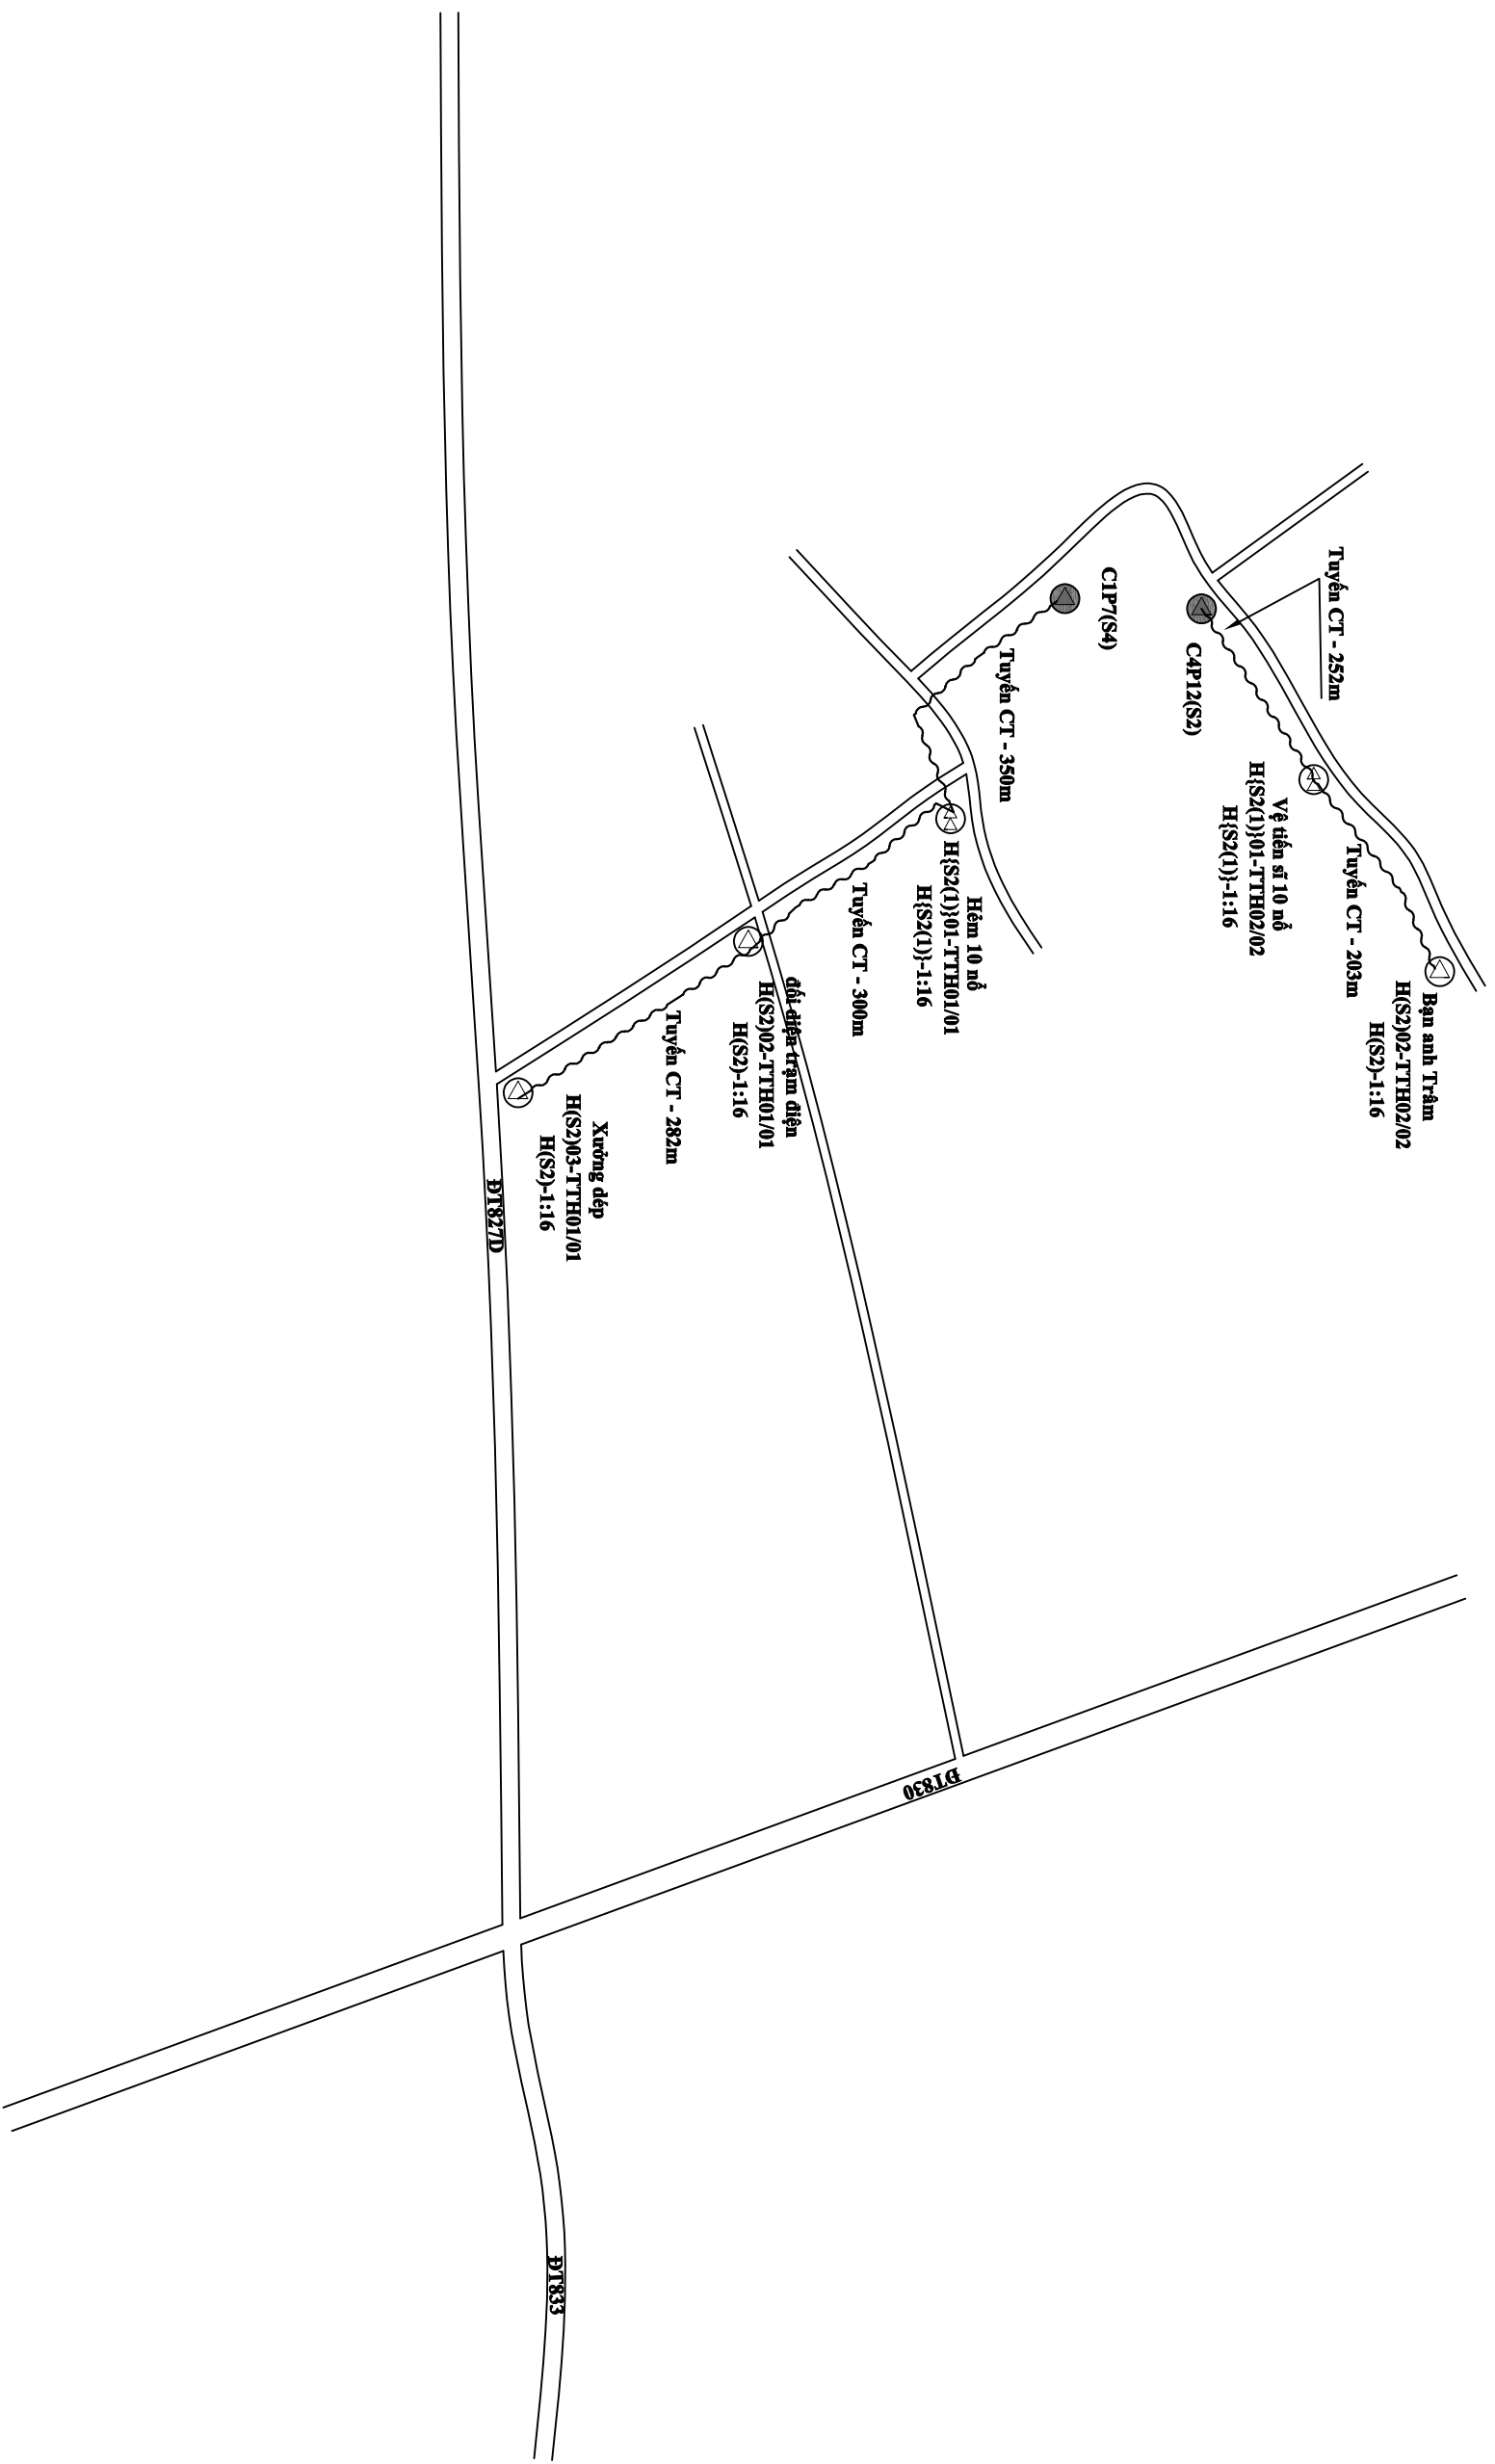 Tuyến CT - 252m
C1P7(S4)
C4P12(S2)
Tuyến CT - 350m
Vệ tiến sĩ 10 nổ
H{S2(1)}01-TTH02/02
H{S2(1)}-1:16
Tuyến CT - 203m
Bạn anh Trâm
H(S2)02-TTH02/02
H(S2)-1:16
Hẻm 10 nổ
H{S2(1)}01-TTH01/01
H{S2(1)}-1:16
Tuyến CT - 300m
đối diện trạm điện
H(S2)02-TTH01/01
H(S2)-1:16
Tuyến CT - 282m
Xưởng dép
H(S2)03-TTH01/01
H(S2)-1:16
ĐT827D
ĐT830
ĐT833